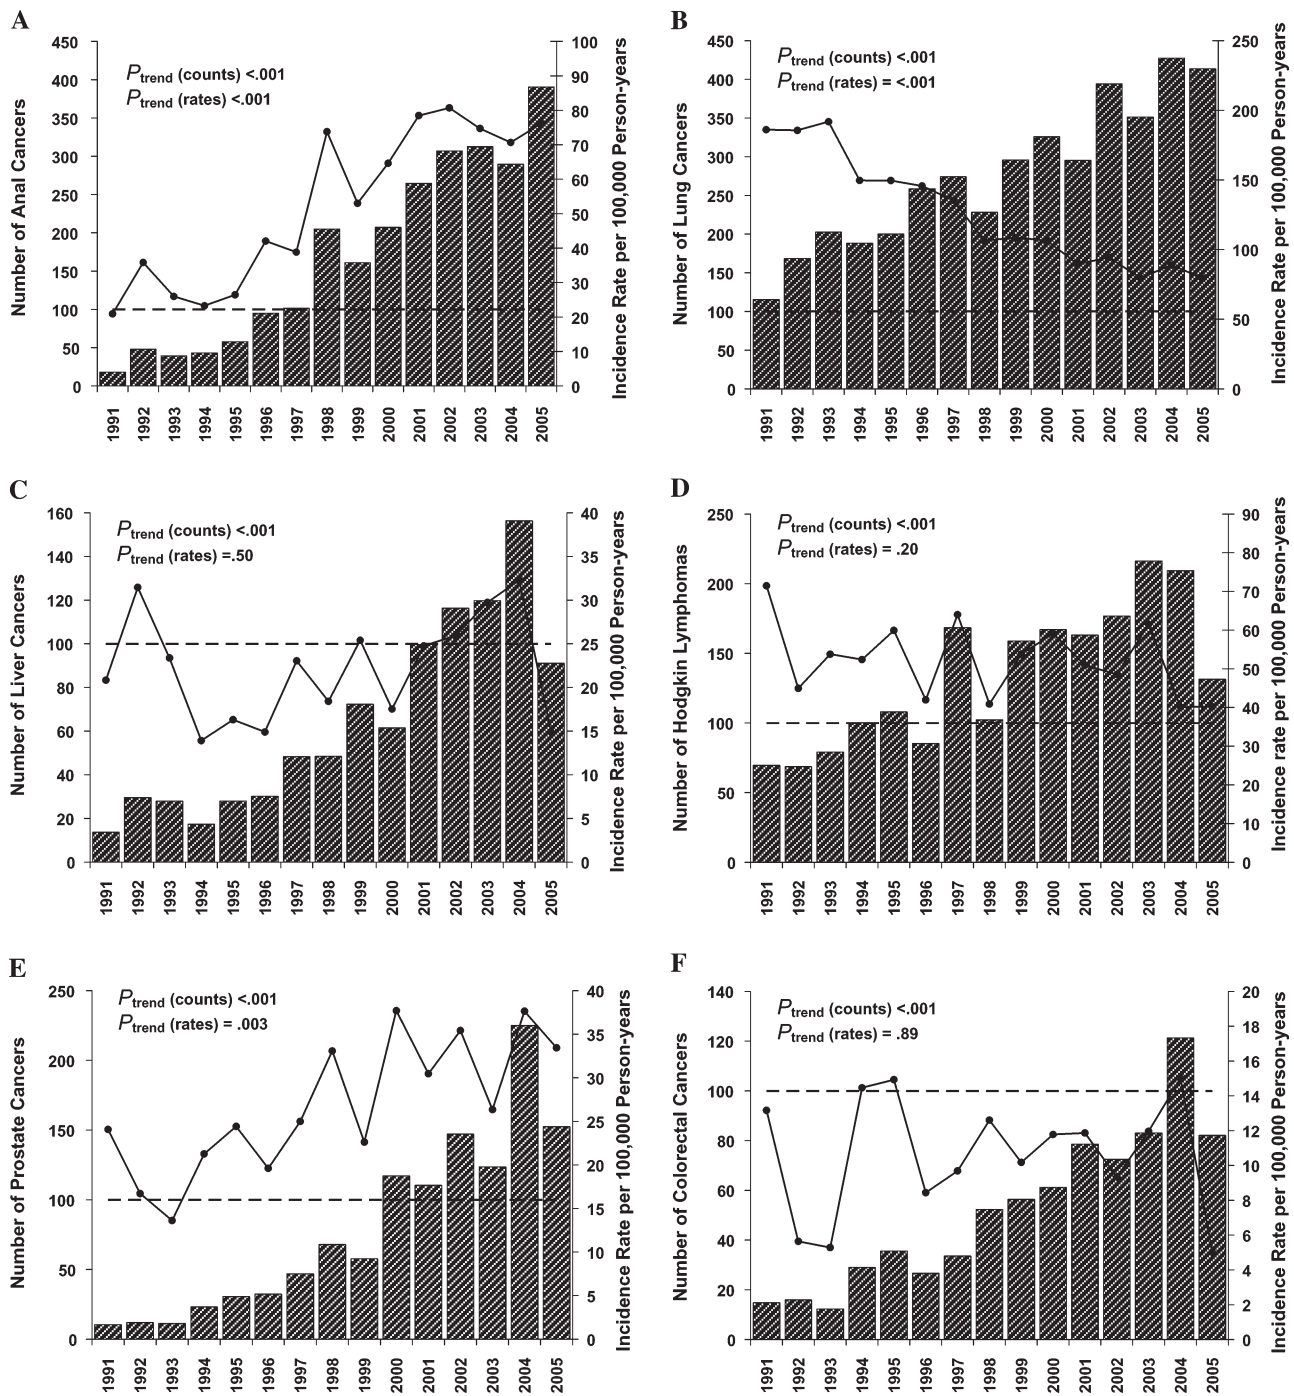 A
P trend (counts) <.001
P trend (rates) <.001
Number of Anal Cancers
450
400
350
300
250
200
150
100
50
0
100
90
80
70
60
50
40
30
20
10
0
Incidence Rate per 100,000 Person-years
1991 1992 1993 1994 1995 1996 1997 1998 1999 2000 2001 2002 2003 2004 2005
B
P trend (counts) <.001
P trend (rates) = <.001
Number of Lung Cancers
450
400
350
300
250
200
150
100
50
0
250
200
150
100
50
0
Incidence Rate per 100,000 Person-years
1991 1992 1993 1994 1995 1996 1997 1998 1999 2000 2001 2002 2003 2004 2005
C
P trend (counts) <.001
P trend (rates) =.50
Number of Liver Cancers
160
140
120
100
80
60
40
20
0
40
35
30
25
20
15
10
5
0
Incidence Rate per 100,000 Person-years
1991 1992 1993 1994 1995 1996 1997 1998 1999 2000 2001 2002 2003 2004 2005
D
P trend (counts) <.001
P trend (rates) = .20
Number of Hodgkin Lymphomas
250
200
150
100
50
0
90
80
70
60
50
40
30
20
10
0
Incidence rate per 100,000 Person-years
1991 1992 1993 1994 1995 1996 1997 1998 1999 2000 2001 2002 2003 2004 2005
E
P trend (counts) <.001
P trend (rates) = .003
Number of Prostate Cancers
250
200
150
100
50
0
40
35
30
25
20
15
10
5
0
Incidence Rate per 100,000 Person-years
1991 1992 1993 1994 1995 1996 1997 1998 1999 2000 2001 2002 2003 2004 2005
F
P trend (counts) <.001
P trend (rates) = .89
Number of Colorectal Cancers
140
120
100
80
60
40
20
0
20
18
16
14
12
10
8
6
4
2
0
Incidence Rate per 100,000 Person-years
1991 1992 1993 1994 1995 1996 1997 1998 1999 2000 2001 2002 2003 2004 2005